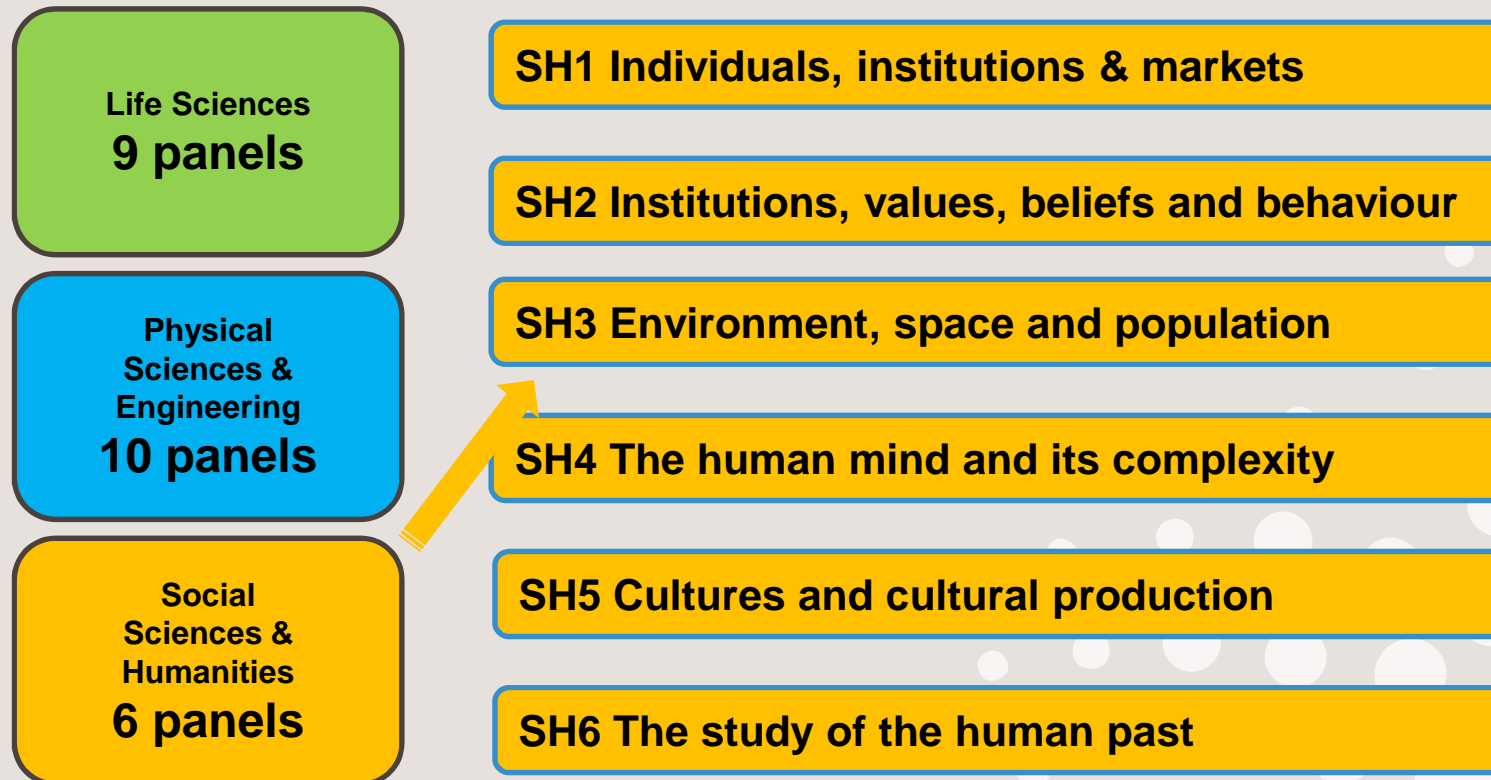 Life Sciences
9 panels
Physical
Sciences &
Engineering
10 panels
Social
Sciences &
Humanities
6 panels
SH1 Individuals, institutions & markets
SH2 Institutions, values, beliefs and behaviour
SH3 Environment, space and population
SH4 The human mind and its complexity
SH5 Cultures and cultural production
SH6 The study of the human past